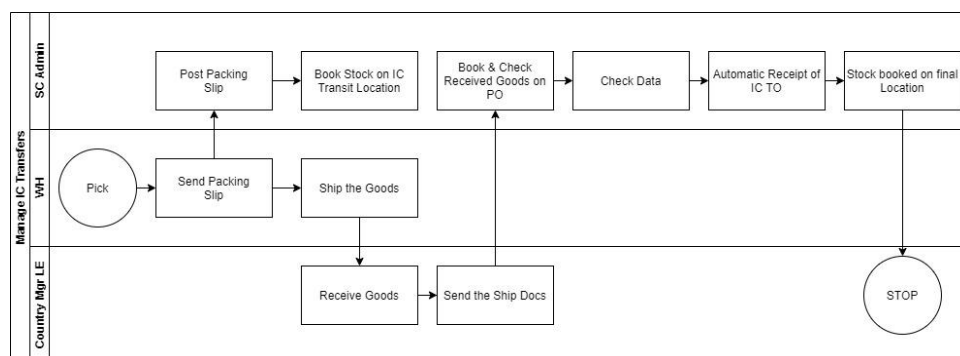 Manage IC Transfers
SC Admin
Post Packing
Slip
Book Stock on IC
Transit Location
Book & Check
Received Goods on
PO
Check Data
Automatic Receipt of
IC TO
Stock booked on final
Location
WH
Pick
Send Packing
Slip
Ship the Goods
Country Mgr LE
Receive Goods
Send the Ship Docs
STOP